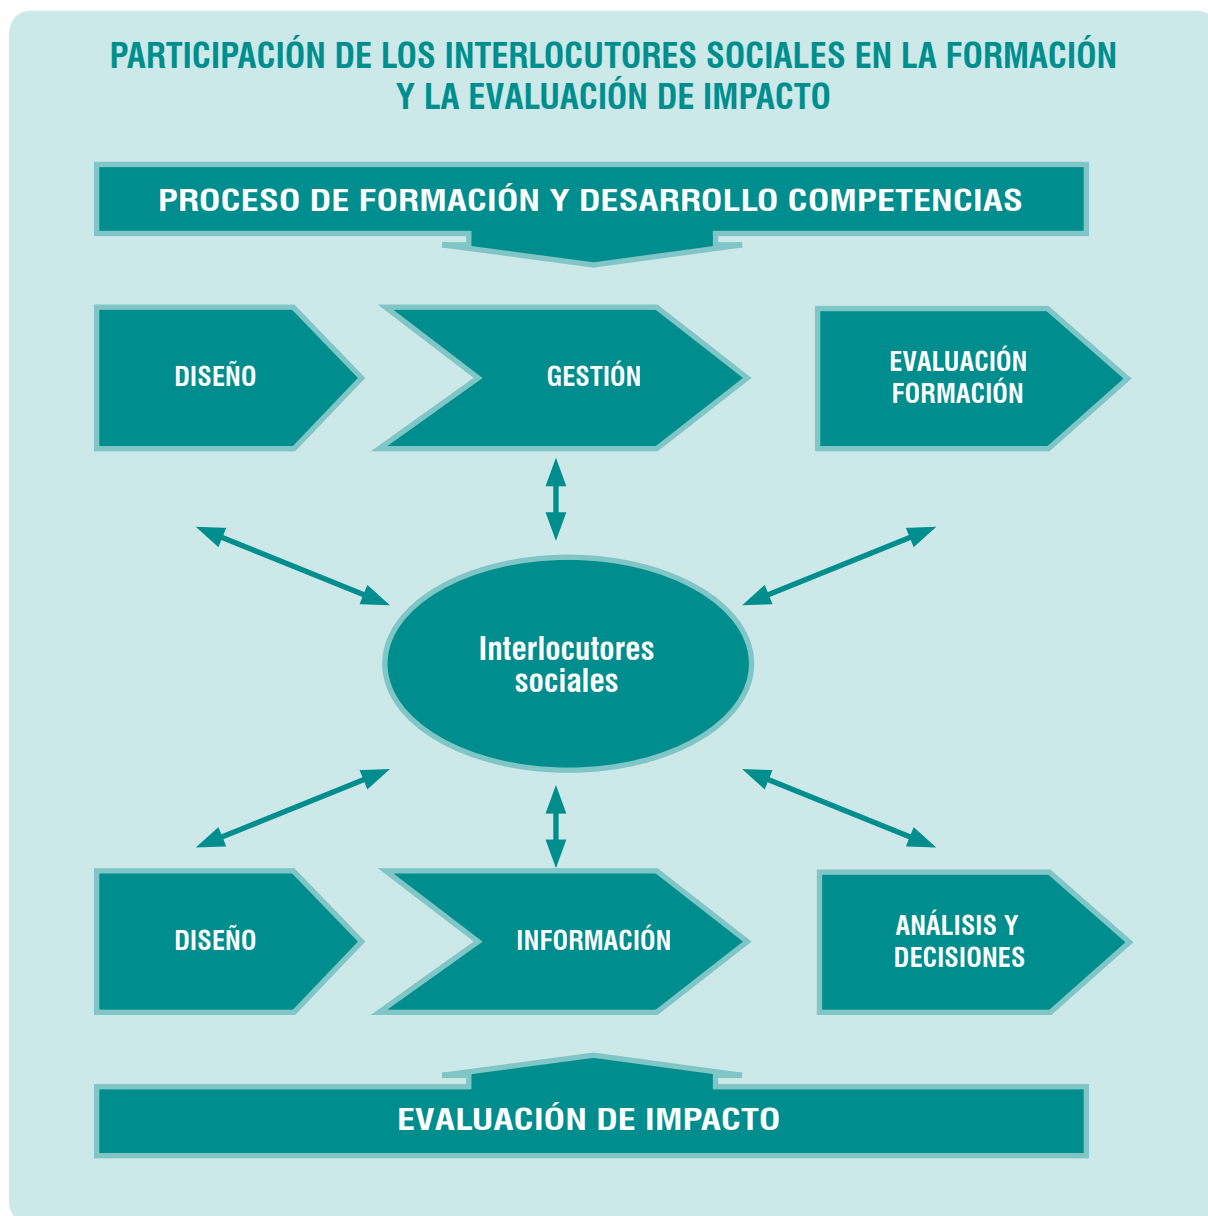 PARTICIPACIÓN DE LOS INTERLOCUTORES SOCIALES EN LA FORMACIÓN
Y LA EVALUACIÓN DE IMPACTO
PROCESO DE FORMACIÓN Y DESARROLLO COMPETENCIAS
DISEÑO
GESTIÓN
EVALUACIÓN
FORMACIÓN
Interlocutores
sociales
DISEÑO
INFORMACIÓN
ANÁLISIS Y
DECISIONES
EVALUACIÓN DE IMPACTO